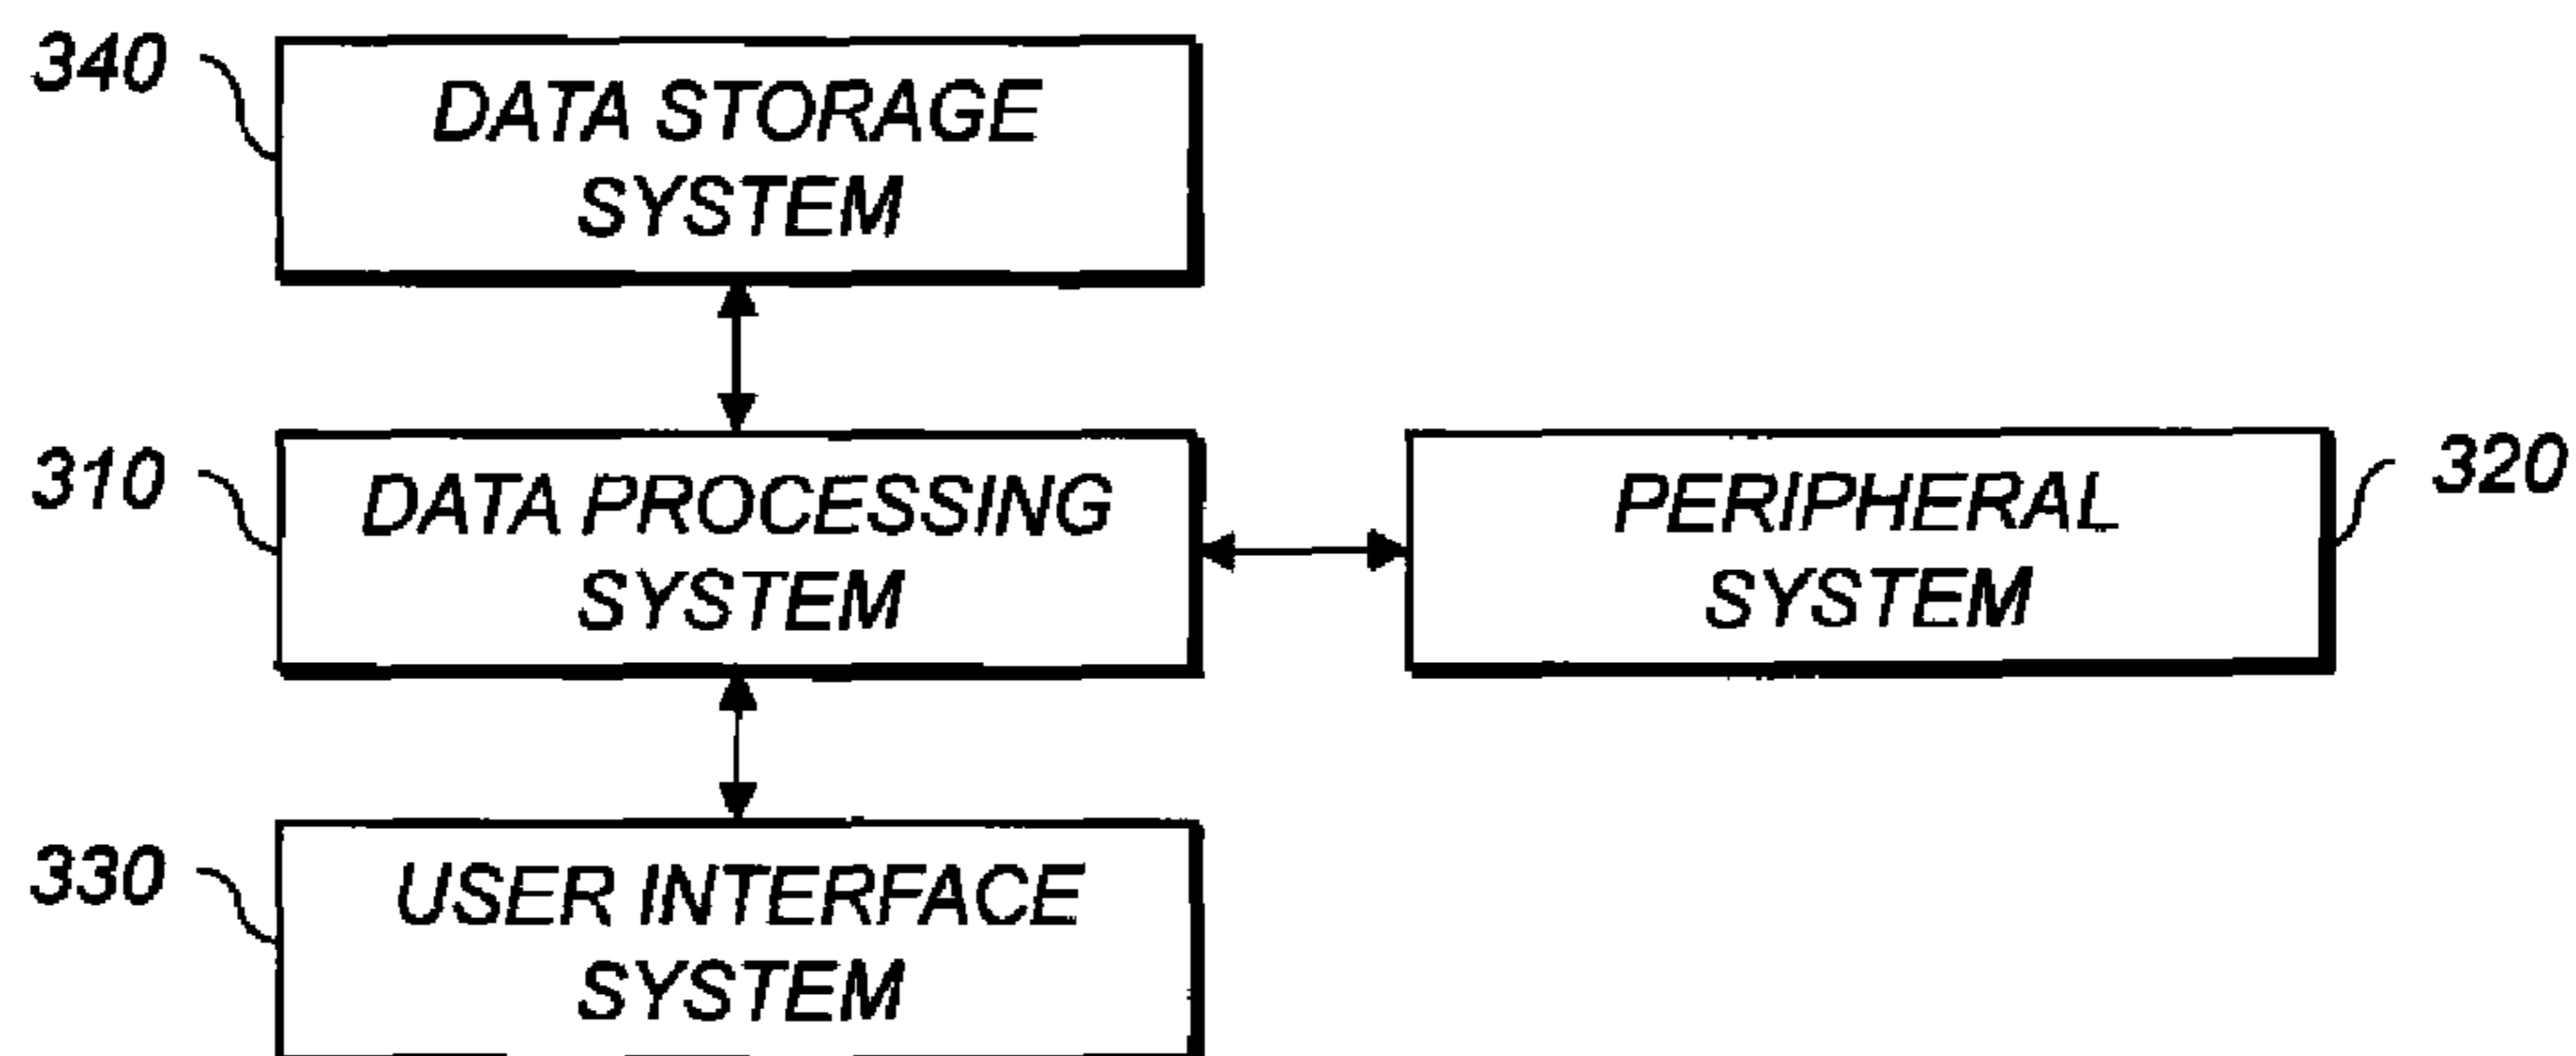 340
DATA STORAGE
SYSTEM
310
DATA PROCESSING
SYSTEM
PERIPHERAL
SYSTEM
320
330
USER INTERFACE
SYSTEM